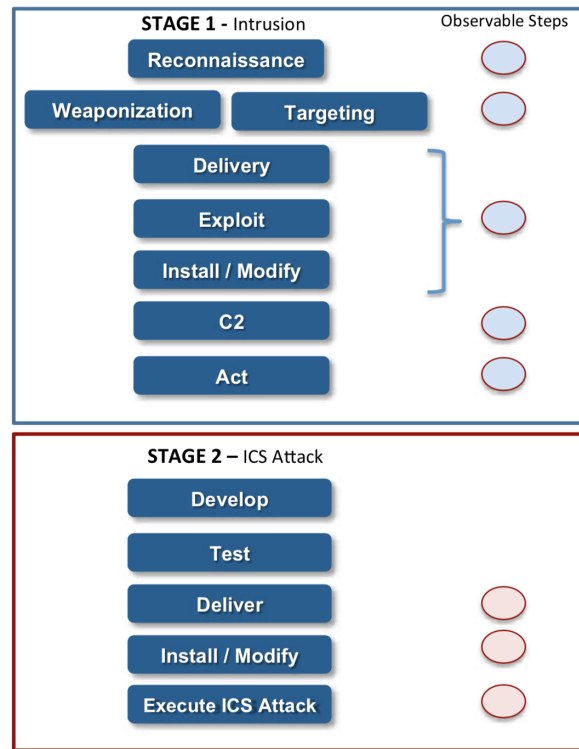 STAGE 1 - Intrusion
Observable Steps
Reconnaissance
Weaponization
Targeting
Delivery
Exploit
Install / Modify
C2
Act
STAGE 2 – ICS Attack
Develop
Test
Deliver
Install / Modify
Execute ICS Attack